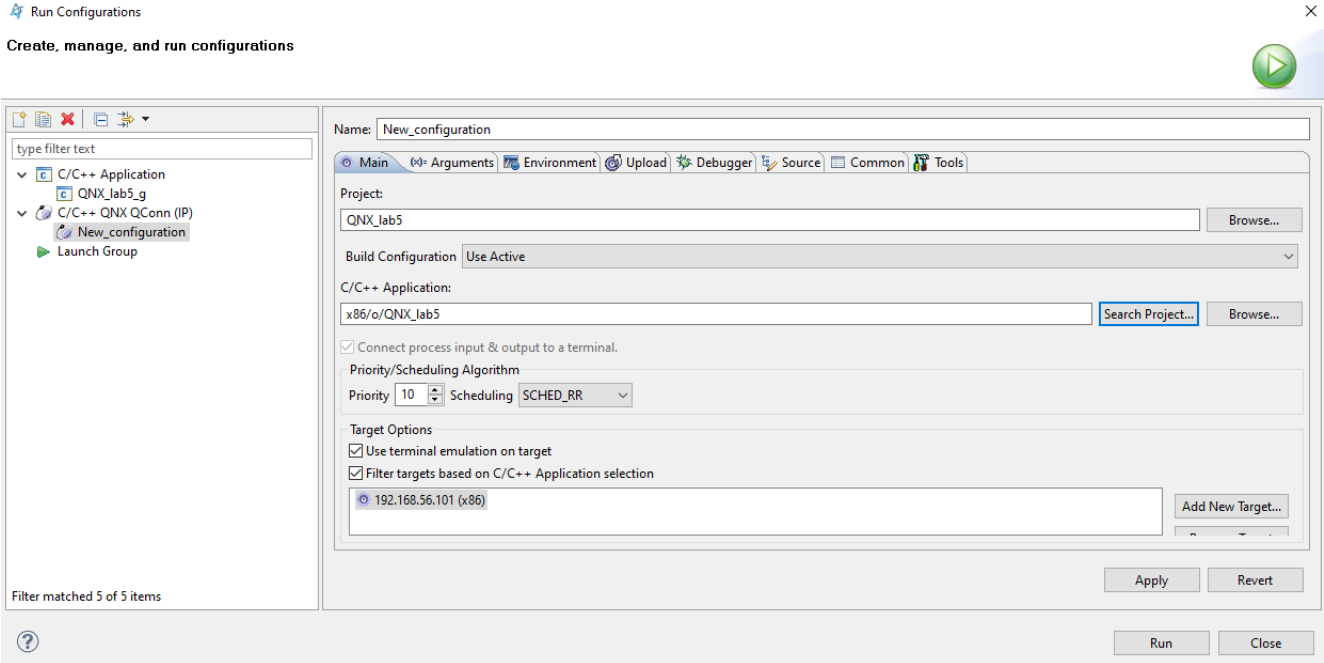 Run Configurations
Create, manage, and run configurations
type filter text
C/C++ Application
QNX_lab5_g
C/C++ QNX QConn (IP)
New_configuration
Launch Group
Filter matched 5 of 5 items
Name: New_configuration
Main (x)= Arguments Environment Upload Debugger Source Common Tools
Project:
QNX_lab5 Browse...
Build Configuration Use Active
C/C++ Application:
x86/o/QNX_lab5 Search Project... Browse...
Connect process input & output to a terminal.
Priority/Scheduling Algorithm
Priority 10 Scheduling SCHED_RR
Target Options
Use terminal emulation on target
Filter targets based on C/C++ Application selection
192.168.56.101 (x86)
Add New Target...
Apply Revert
Run Close